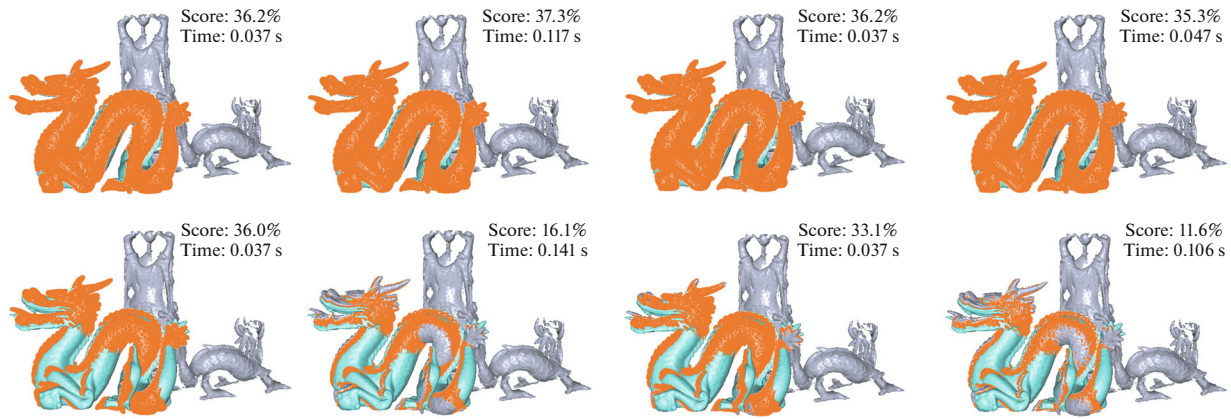 Score: 36.2%
Time: 0.037 s
Score: 37.3%
Time: 0.117 s
Score: 36.2%
Time: 0.037 s
Score: 35.3%
Time: 0.047 s
Score: 36.0%
Time: 0.037 s
Score: 16.1%
Time: 0.141 s
Score: 33.1%
Time: 0.037 s
Score: 11.6%
Time: 0.106 s